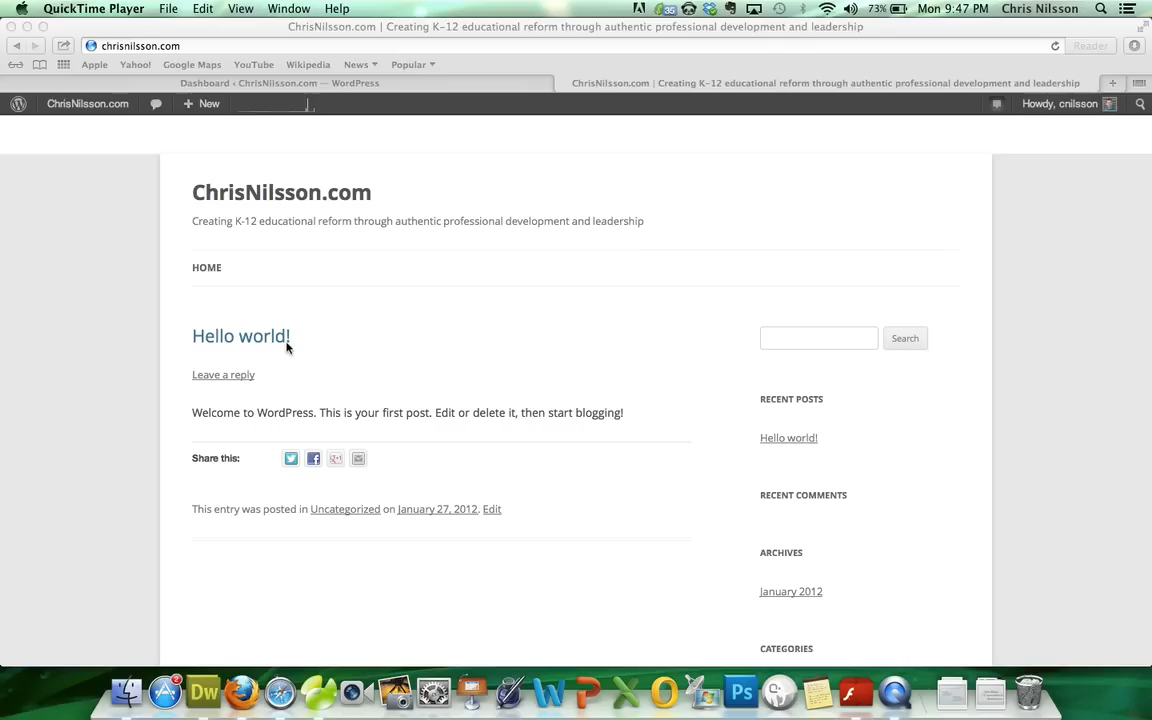 QuickTime Player File Edit View Window Help 35 73% Mon 9:47 PM Chris Nilsson
ChrisNilsson.com | Creating K-12 educational reform through authentic professional development and leadership
chrisnilsson.com Reader
Apple Yahoo! Google Maps YouTube Wikipedia News Popular
Dashboard ‹ ChrisNilsson.com — WordPress ChrisNilsson.com | Creating K-12 educational reform through authentic professional development and leadership
ChrisNilsson.com + New Howdy, cnilsson
ChrisNilsson.com
Creating K-12 educational reform through authentic professional development and leadership
HOME
Hello world!
Search
Leave a reply
RECENT POSTS
Welcome to WordPress. This is your first post. Edit or delete it, then start blogging!
Hello world!
Share this:
RECENT COMMENTS
This entry was posted in Uncategorized on January 27, 2012. Edit
ARCHIVES
January 2012
CATEGORIES
2 Dw W P X O Ps